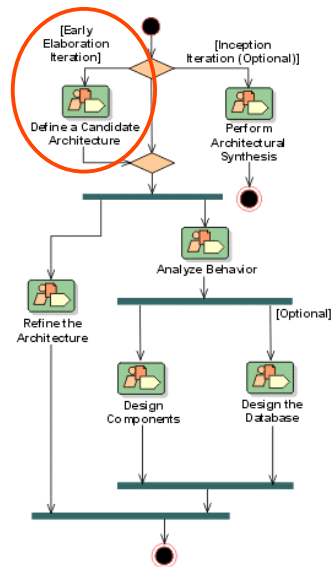 [Early
Elaboration
Iteration]
[Inception
Iteration (Optional)]
Define a Candidate
Architecture
Perform
Architectural
Synthesis
Analyze Behavior
Refine the
Architecture
[Optional]
Design
Components
Design the
Database